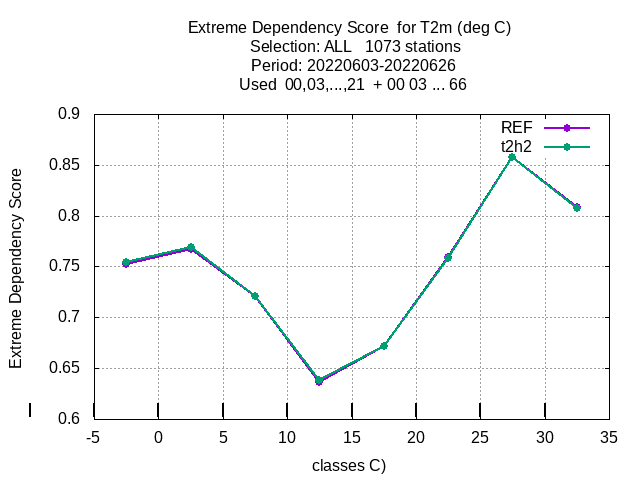 Extreme Dependency Score  for T2m (deg C)
Selection: ALL   1073 stations
Period: 20220603-20220626
Used  00,03,...,21  + 00 03 ... 66
REF
t2h2
Extreme Dependency Score
0.9
0.85
0.8
0.75
0.7
0.65
0.6
-5 0 5 10 15 20 25 30 35
classes C)